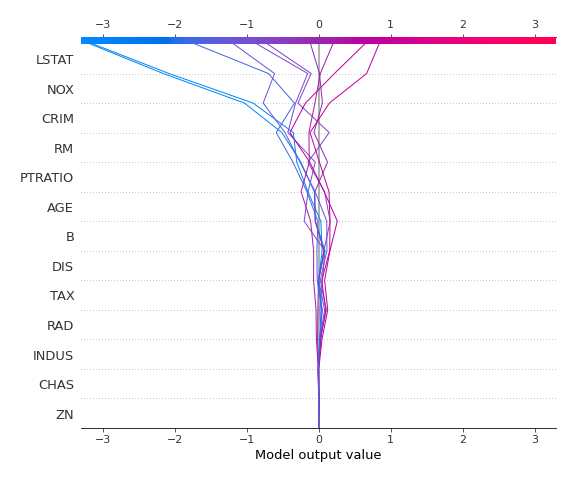 −3 −2 −1 0 1 2 3
LSTAT
NOX
CRIM
RM
PTRATIO
AGE
B
DIS
TAX
RAD
INDUS
CHAS
ZN
−3 −2 −1 0 1 2 3
Model output value